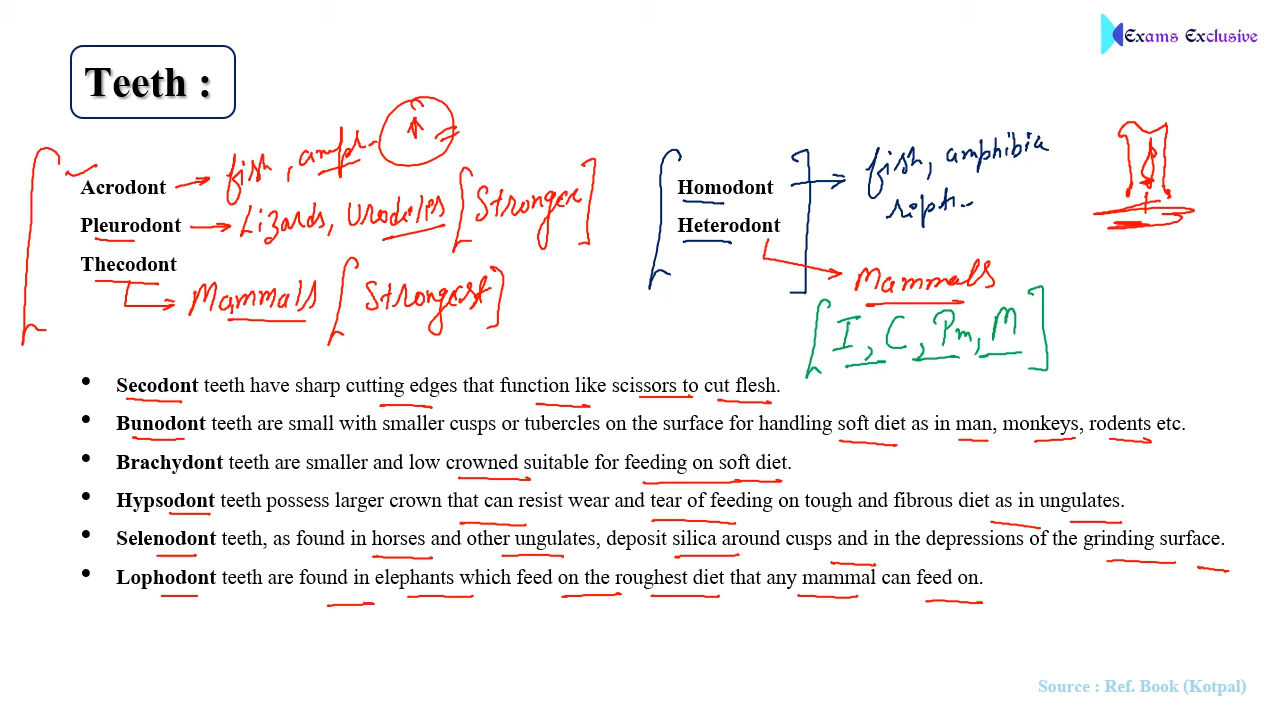 Exams Exclusive
Teeth :
Acrodont → fish, amph.
Pleurodont → Lizards, Urodeles [Stronger]
Thecodont
→ Mammals [Strongest]
Homodont → fish, amphibia
rept.
Heterodont
→ Mammals
[I, C, Pm, M]
• Secodont teeth have sharp cutting edges that function like scissors to cut flesh.
• Bunodont teeth are small with smaller cusps or tubercles on the surface for handling soft diet as in man, monkeys, rodents etc.
• Brachydont teeth are smaller and low crowned suitable for feeding on soft diet.
• Hypsodont teeth possess larger crown that can resist wear and tear of feeding on tough and fibrous diet as in ungulates.
• Selenodont teeth, as found in horses and other ungulates, deposit silica around cusps and in the depressions of the grinding surface.
• Lophodont teeth are found in elephants which feed on the roughest diet that any mammal can feed on.
Source : Ref. Book (Kotpal)